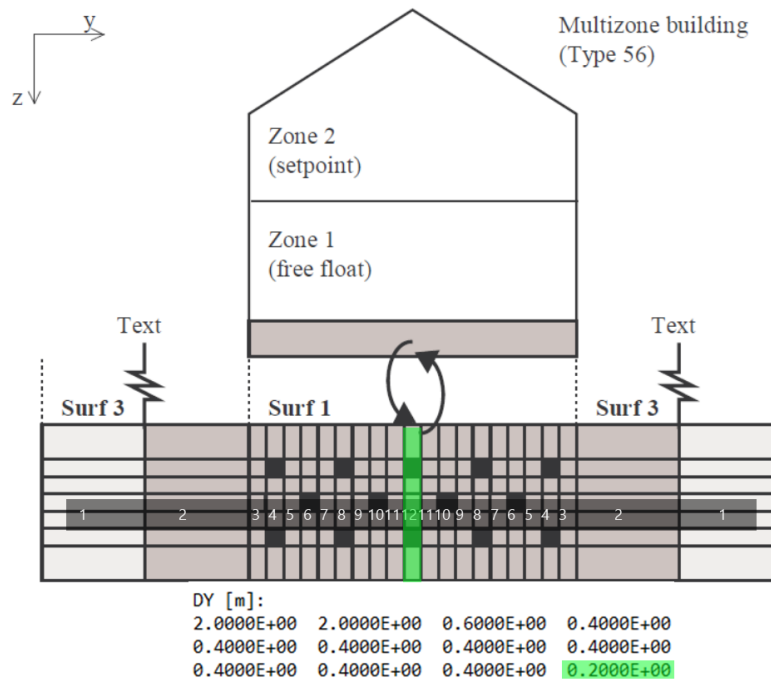 y
Multizone building
(Type 56)
z
Zone 2
(setpoint)
Zone 1
(free float)
Text
Text
Surf 3
Surf 1
Surf 3
1 2 3 4 5 6 7 8 9 10 11 12 11 10 9 8 7 6 5 4 3 2 1
DY [m]:
2.0000E+00 2.0000E+00 0.6000E+00 0.4000E+00
0.4000E+00 0.4000E+00 0.4000E+00 0.4000E+00
0.4000E+00 0.4000E+00 0.4000E+00 0.2000E+00